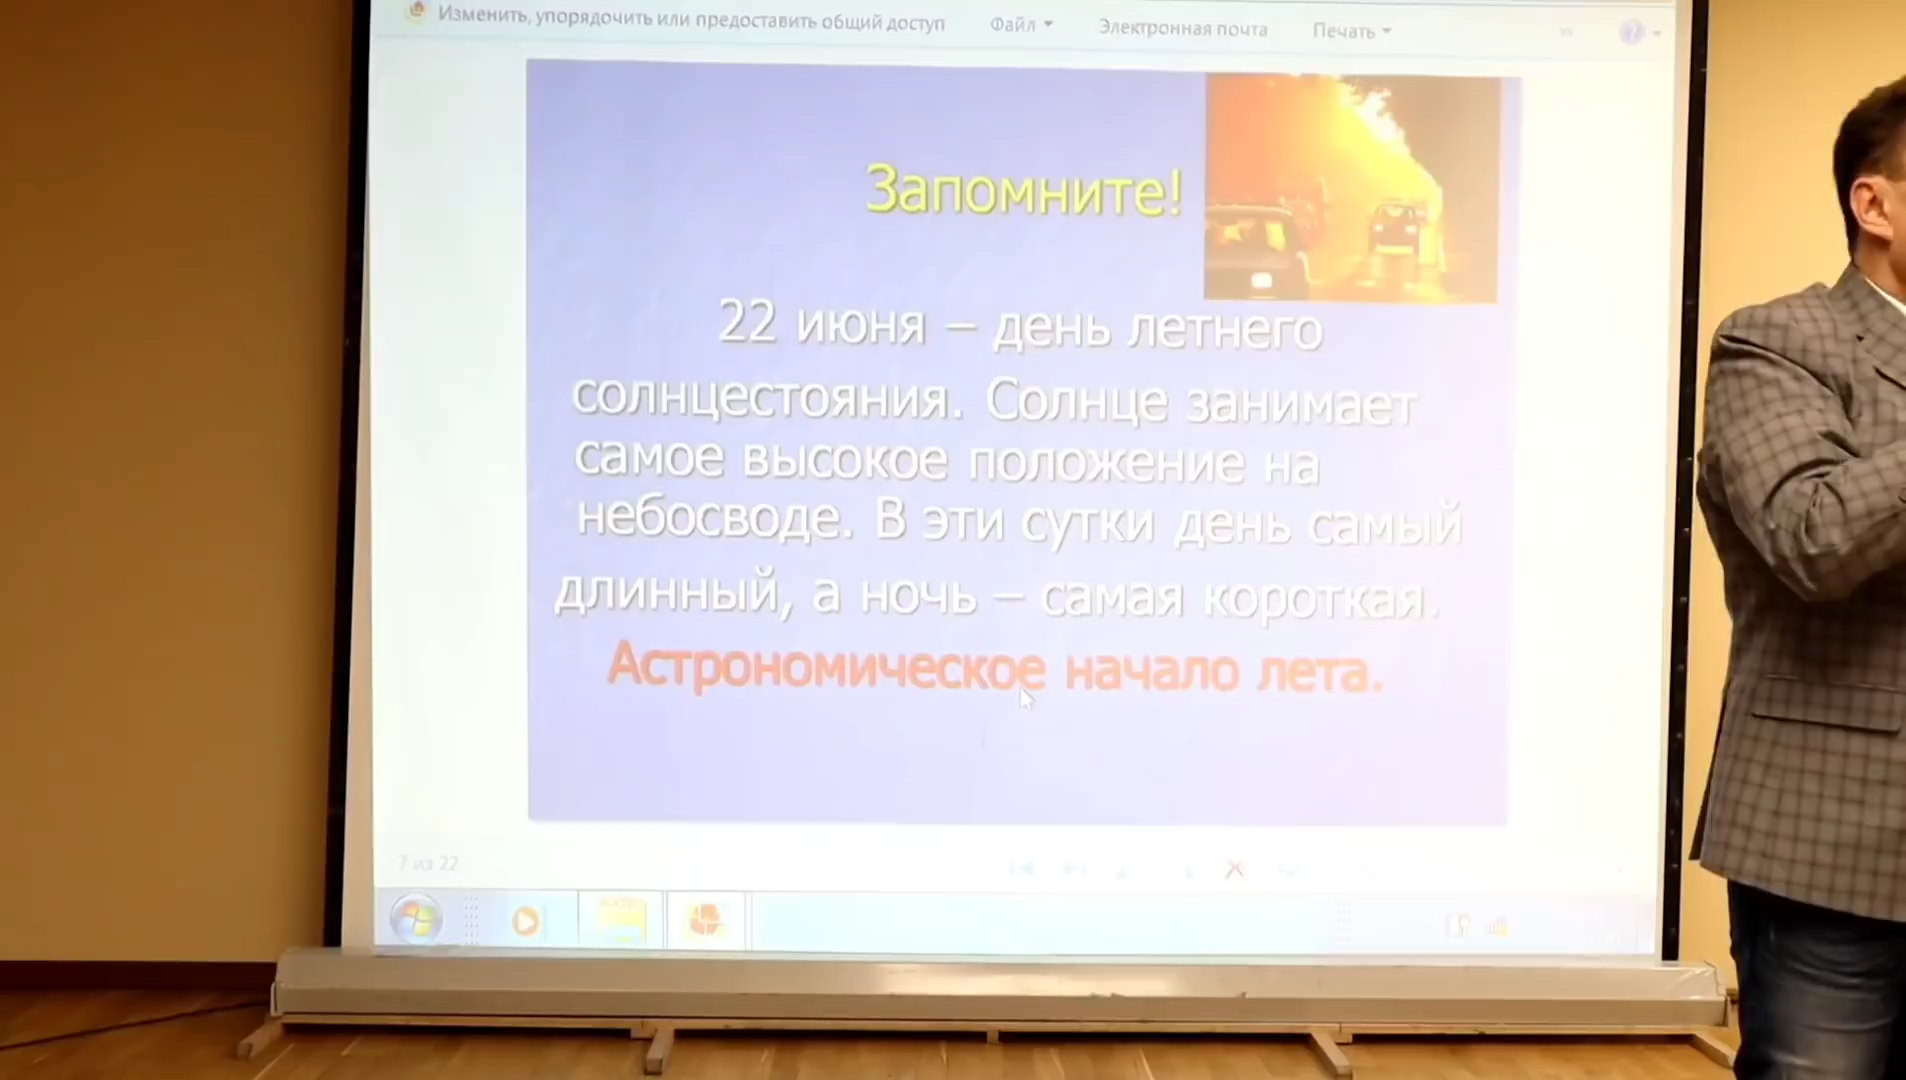 Изменить, упорядочить или предоставить общий доступ Файл Электронная почта Печать
Запомните!
22 июня – день летнего
солнцестояния. Солнце занимает
самое высокое положение на
небосводе. В эти сутки день самый
длинный, а ночь – самая короткая.
Астрономическое начало лета.
7 из 22